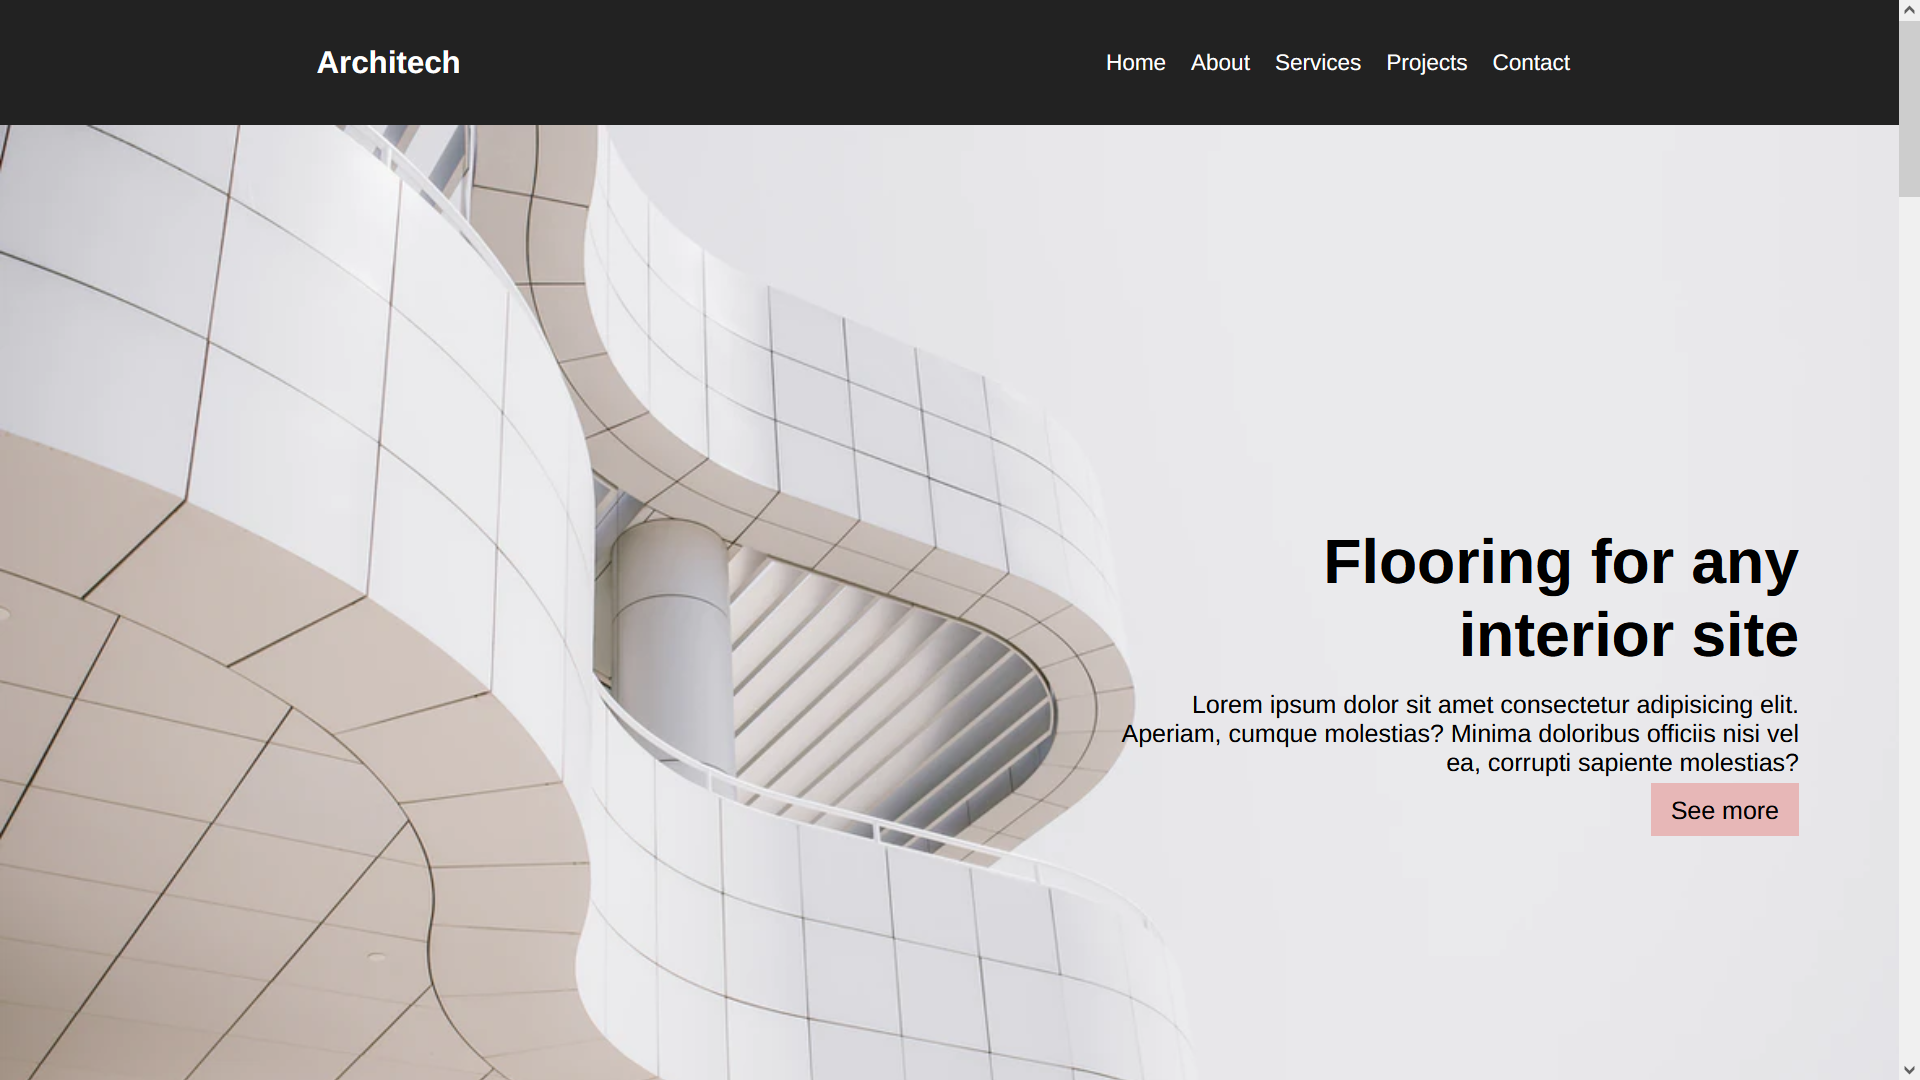 Architech
Home About Services Projects Contact
Flooring for any
interior site
Lorem ipsum dolor sit amet consectetur adipisicing elit.
Aperiam, cumque molestias? Minima doloribus officiis nisi vel
ea, corrupti sapiente molestias?
See more